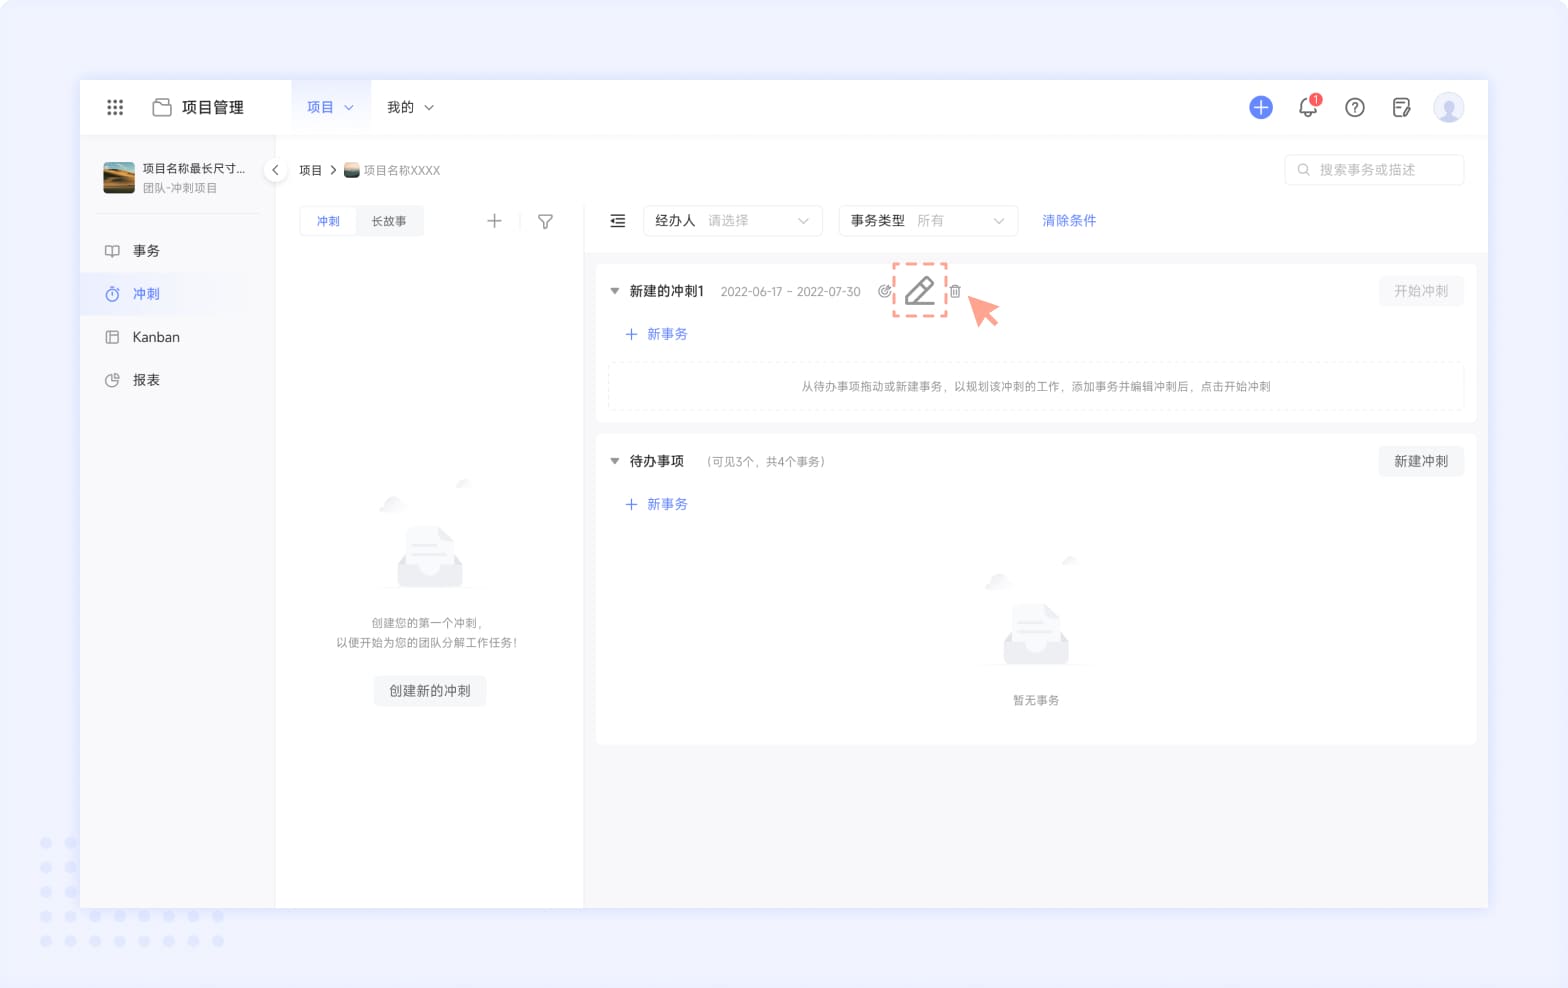 项目管理
项目
我的
1
项目名称最长尺寸...
团队-冲刺项目
事务
冲刺
Kanban
报表
项目
项目名称XXXX
搜索事务或描述
冲刺
长故事
经办人 请选择
事务类型 所有
清除条件
创建您的第一个冲刺,
以便开始为您的团队分解工作任务!
创建新的冲刺
新建的冲刺1 2022-06-17 - 2022-07-30
开始冲刺
新事务
从待办事项拖动或新建事务，以规划该冲刺的工作，添加事务并编辑冲刺后，点击开始冲刺
待办事项 （可见3个，共4个事务）
新建冲刺
新事务
暂无事务